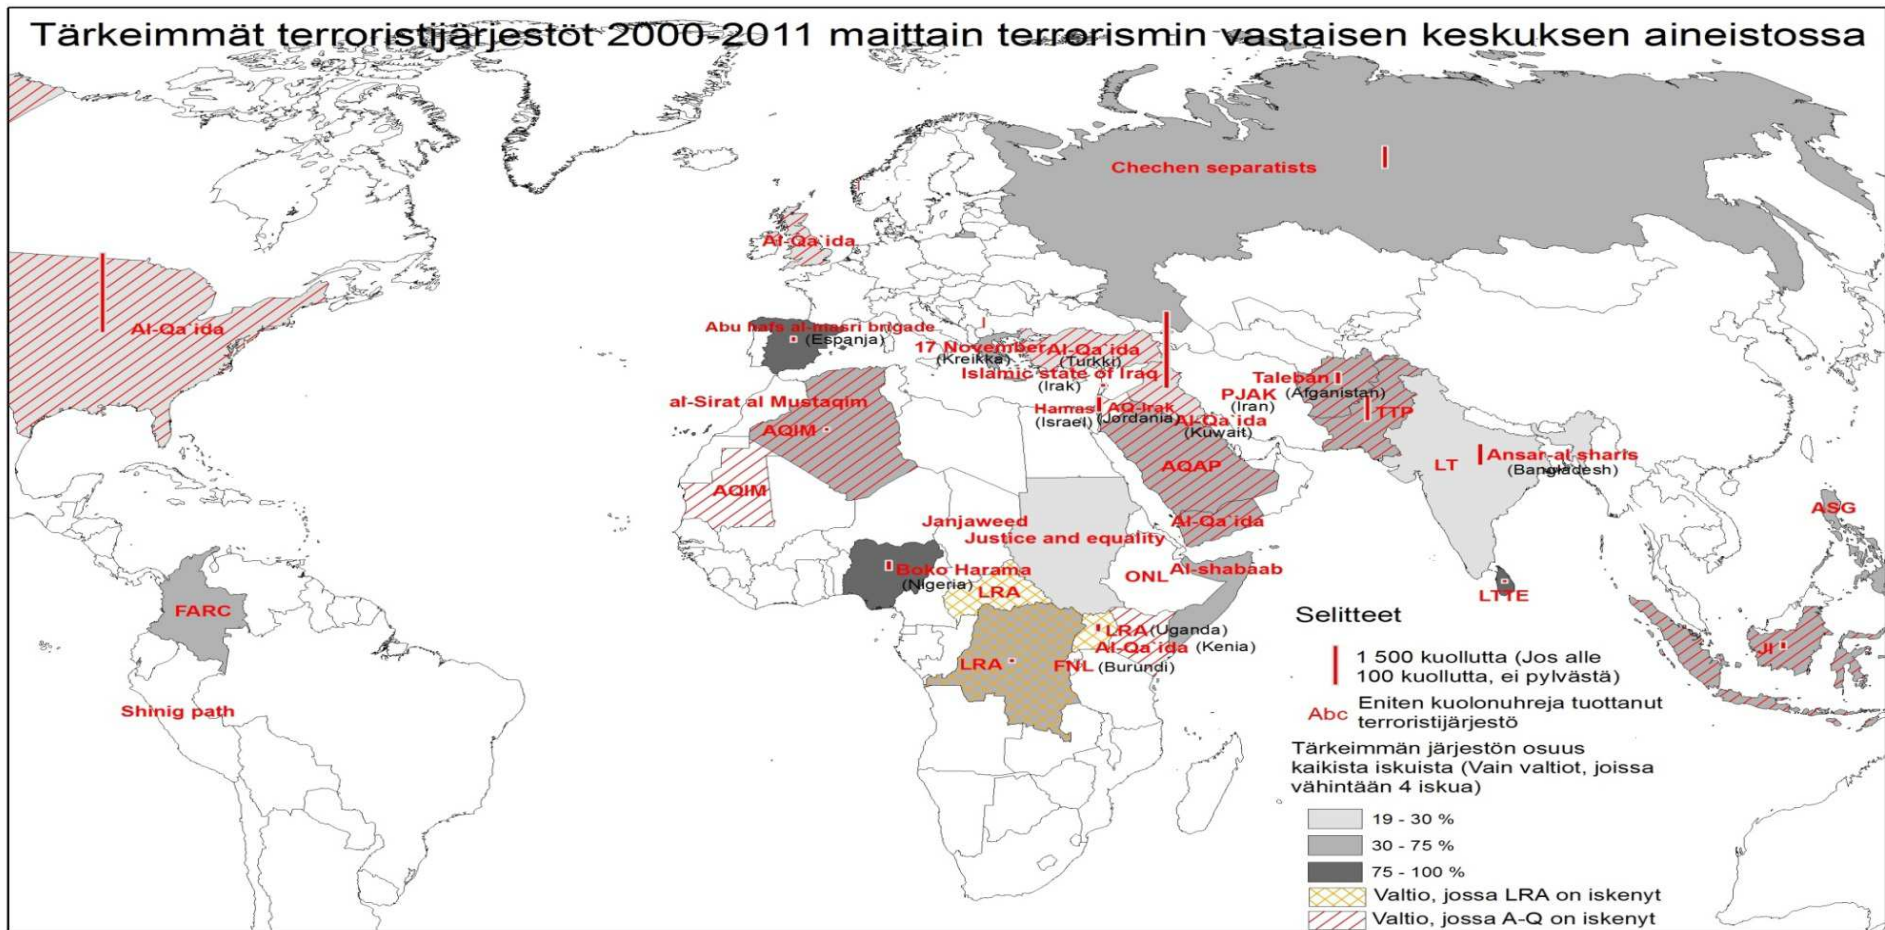 Tärkeimmät terroristijärjestöt 2000-2011 maittain terrorismin vastaisen keskuksen aineistossa
Chechen separatists
Al-Qa`ida
Al-Qa`ida
Abu hafs al-masri brigade
(Espanja)
17 November
(Kreikka)
Al-Qa`ida
(Turkki)
Islamic state of Iraq
(Irak)
Taleban
(Afganistan)
PJAK
(Iran)
TTP
al-Sirat al Mustaqim
AQIM
Hamas
(Israel)
AQ-Irak
(Jordania)
Al-Qa`ida
(Kuwait)
AQAP
LT
Ansar-al sharis
(Bangladesh)
AQIM
ASG
Janjaweed
Justice and equality
Al-Qa`ida
Boko Harama
(Nigeria)
ONL
Al-shabaab
LRA
LTTE
FARC
LRA
(Uganda)
Al-Qa`ida
(Kenia)
LRA
FNL
(Burundi)
JI
Shinig path
Selitteet
1 500 kuollutta (Jos alle
100 kuollutta, ei pylvästä)
Abc
Eniten kuolonuhreja tuottanut
terroristijärjestö
Tärkeimmän järjestön osuus
kaikista iskuista (Vain valtiot, joissa
vähintään 4 iskua)
19 - 30 %
30 - 75 %
75 - 100 %
Valtio, jossa LRA on iskenyt
Valtio, jossa A-Q on iskenyt